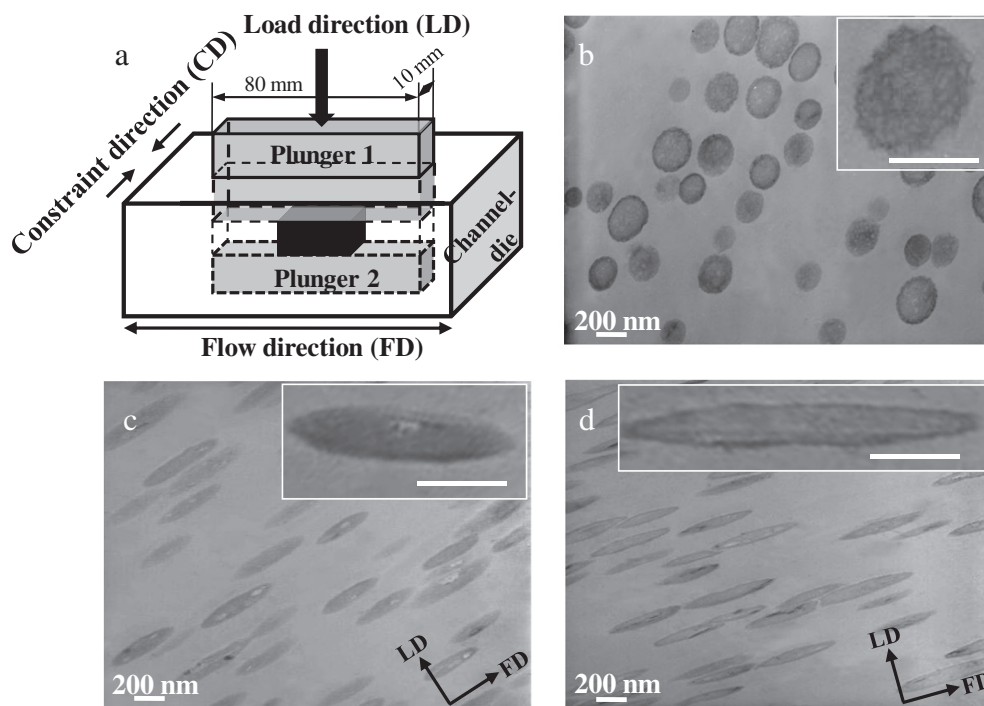 a
Load direction (LD)
Constraint direction (CD)
80 mm
10 mm
Plunger 1
Plunger 2
Channel-
die
Flow direction (FD)
b
200 nm
c
200 nm
LD
FD
d
200 nm
LD
FD